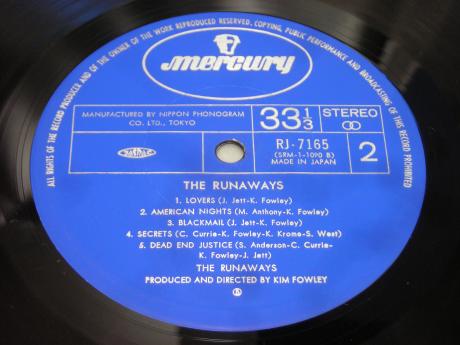 ALL RIGHTS OF THE RECORD PRODUCER AND OF THE OWNER OF THE WORK REPRODUCED RESERVED, COPYING, PUBLIC PERFORMANCE AND BROADCASTING OF THIS RECORD PROHIBITED
mercury
MANUFACTURED BY NIPPON PHONOGRAM CO. LTD., TOKYO
33 1/3
STEREO
RJ-7165
(SRM-1-1090 B)
MADE IN JAPAN
2
THE RUNAWAYS
1. LOVERS (J. Jett-K. Fowley)
2. AMERICAN NIGHTS (M. Anthony-K. Fowley)
3. BLACKMAIL (J. Jett-K. Fowley)
4. SECRETS (C. Currie-K. Fowley-K. Krome-S. West)
5. DEAD END JUSTICE (S. Anderson-C. Currie-
K. Fowley-J. Jett)
THE RUNAWAYS
PRODUCED AND DIRECTED BY KIM FOWLEY